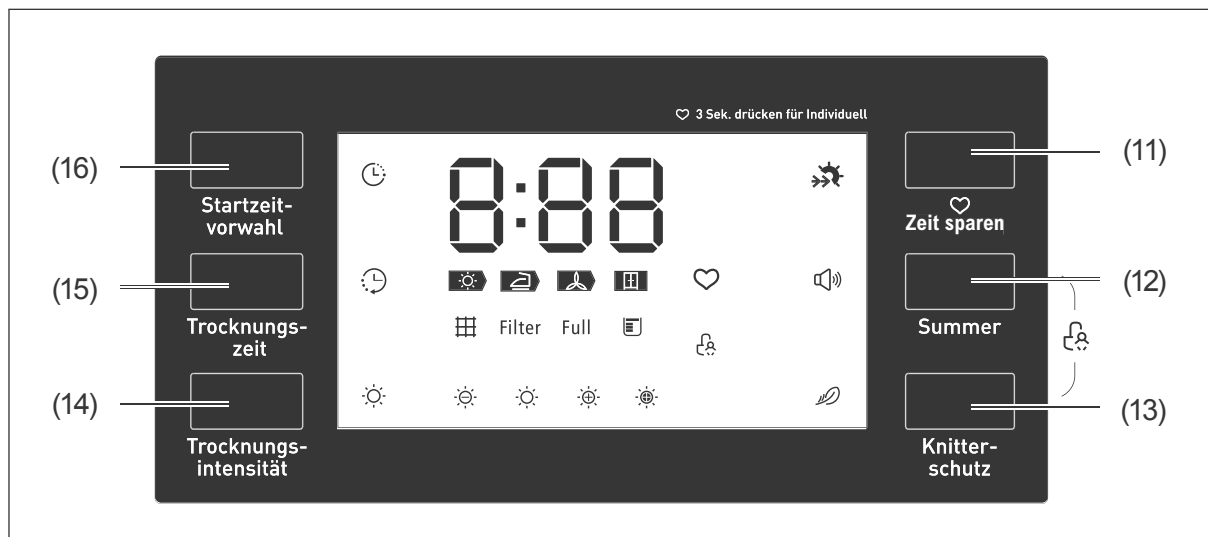 ♡ 3 Sek. drücken für Individuell
(16)
Startzeit-
vorwahl
8:88
(11)
Zeit sparen
(15)
Trocknungs-
zeit
Filter Full
(12)
Summer
(14)
Trocknungs-
intensität
(13)
Knitter-
schutz